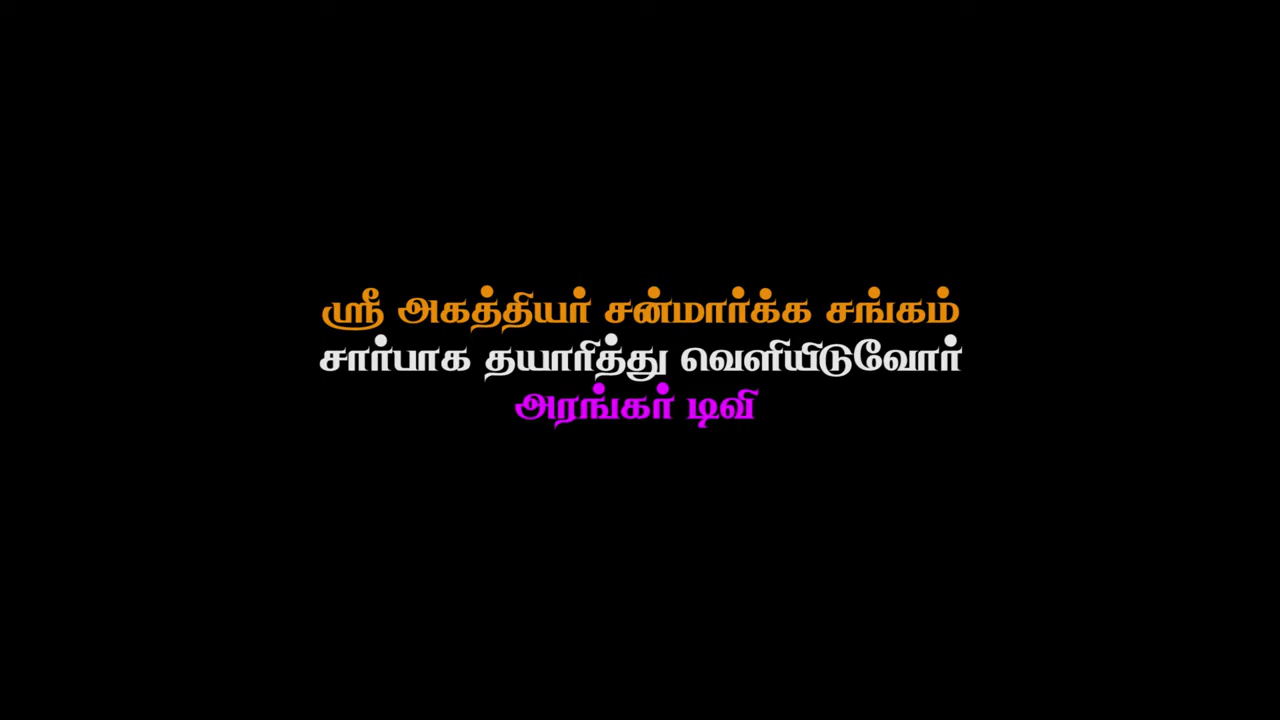 ஸ்ரீ அகத்தியர் சன்மார்க்க சங்கம்
சார்பாக தயாரித்து வெளியிடுவோர்
அரங்கர் டிவி